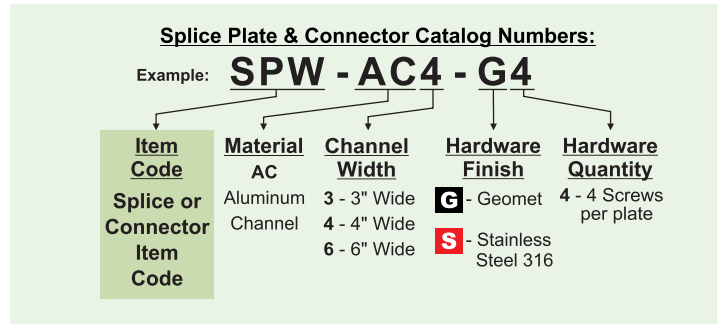 Splice Plate & Connector Catalog Numbers:
Example: SPW - AC4 - G4
Item
Code
Splice or
Connector
Item
Code
Material
AC
Aluminum
Channel
Channel
Width
3 - 3" Wide
4 - 4" Wide
6 - 6" Wide
Hardware
Finish
G - Geomet
S - Stainless
Steel 316
Hardware
Quantity
4 - 4 Screws
per plate